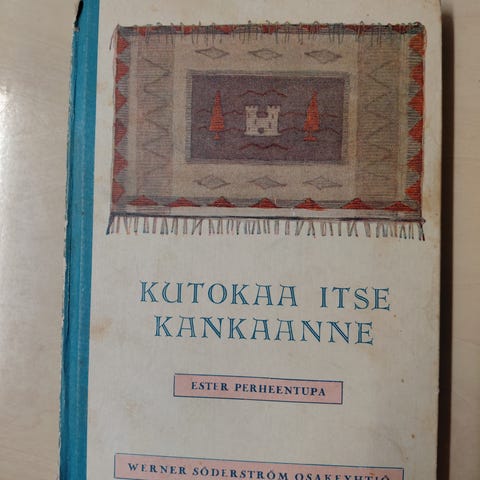 KUTOKAA ITSE
KANKAANNE
ESTER PERHEENTUPA
WERNER SÖDERSTRÖM OSAKEYHTIÖ